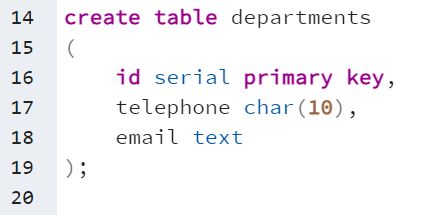 14 create table departments
15 (
16     id serial primary key,
17     telephone char(10),
18     email text
19 );
20